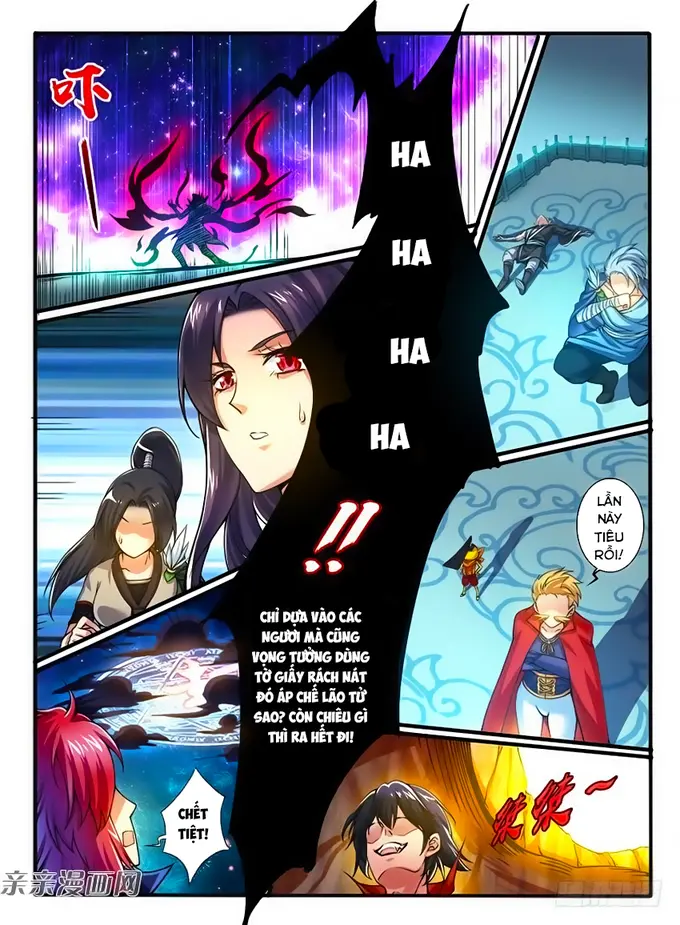 吓
HA
HA
HA
HA
!!
LẦN
NÀY
TIÊU
RỒI!
CHỈ DỰA VÀO CÁC
NGƯƠI MÀ CŨNG
VỌNG TƯỞNG DÙNG
TỜ GIẤY RÁCH NÁT
ĐÓ ÁP CHẾ LÃO TỬ
SAO? CÒN CHIÊU GÌ
THÌ RA HẾT ĐI!
CHẾT
TIỆT!
亲亲漫画网